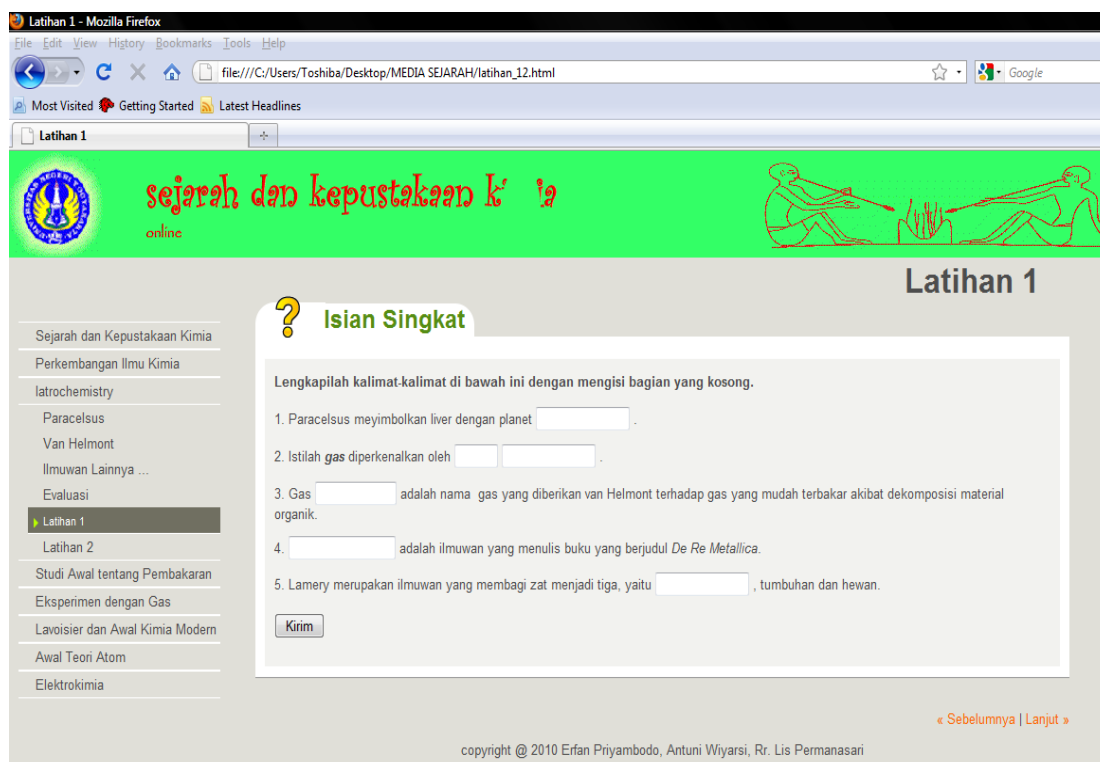 Latihan 1 - Mozilla Firefox
File Edit View History Bookmarks Tools Help
file:///C:/Users/Toshiba/Desktop/MEDIA SEJARAH/latihan_12.html
Google
Most Visited Getting Started Latest Headlines
Latihan 1
sejarah dan kepustakaan
online
Latihan 1
Isian Singkat
Sejarah dan Kepustakaan Kimia
Perkembangan Ilmu Kimia
Iatrochemistry
Paracelsus
Van Helmont
Ilmuwan Lainnya ...
Evaluasi
Latihan 1
Latihan 2
Studi Awal tentang Pembakaran
Eksperimen dengan Gas
Lavoisier dan Awal Kimia Modern
Awal Teori Atom
Elektrokimia
Lengkapilah kalimat-kalimat di bawah ini dengan mengisi bagian yang kosong.
1. Paracelsus meyimbolkan liver dengan planet .
2. Istilah gas diperkenalkan oleh .
3. Gas adalah nama gas yang diberikan van Helmont terhadap gas yang mudah terbakar akibat dekomposisi material
organik.
4. adalah ilmuwan yang menulis buku yang berjudul De Re Metallica.
5. Lamery merupakan ilmuwan yang membagi zat menjadi tiga, yaitu , tumbuhan dan hewan.
Kirim
« Sebelumnya | Lanjut »
copyright @ 2010 Erfan Priyambodo, Antuni Wiyarsi, Rr. Lis Permanasari